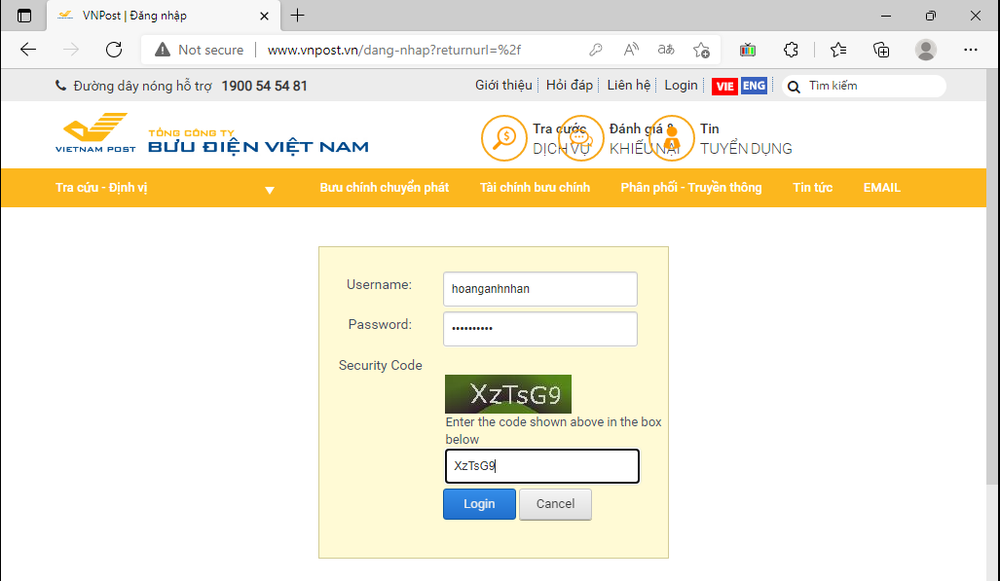 VNPost | Đăng nhập
Not secure | www.vnpost.vn/dang-nhap?returnurl=%2f
Đường dây nóng hỗ trợ 1900 54 54 81
Giới thiệu Hỏi đáp Liên hệ Login VIE ENG Tìm kiếm
VIETNAM POST
TỔNG CÔNG TY
BƯU ĐIỆN VIỆT NAM
Tra cước
DỊCH VỤ
Đánh giá &
KHIẾU NẠI
Tin
TUYỂN DỤNG
Tra cứu - Định vị Bưu chính chuyển phát Tài chính bưu chính Phân phối - Truyền thông Tin tức EMAIL
Username: hoanganhnhan
Password: ••••••••••
Security Code
XzTsG9
Enter the code shown above in the box
below
XzTsG9
Login Cancel